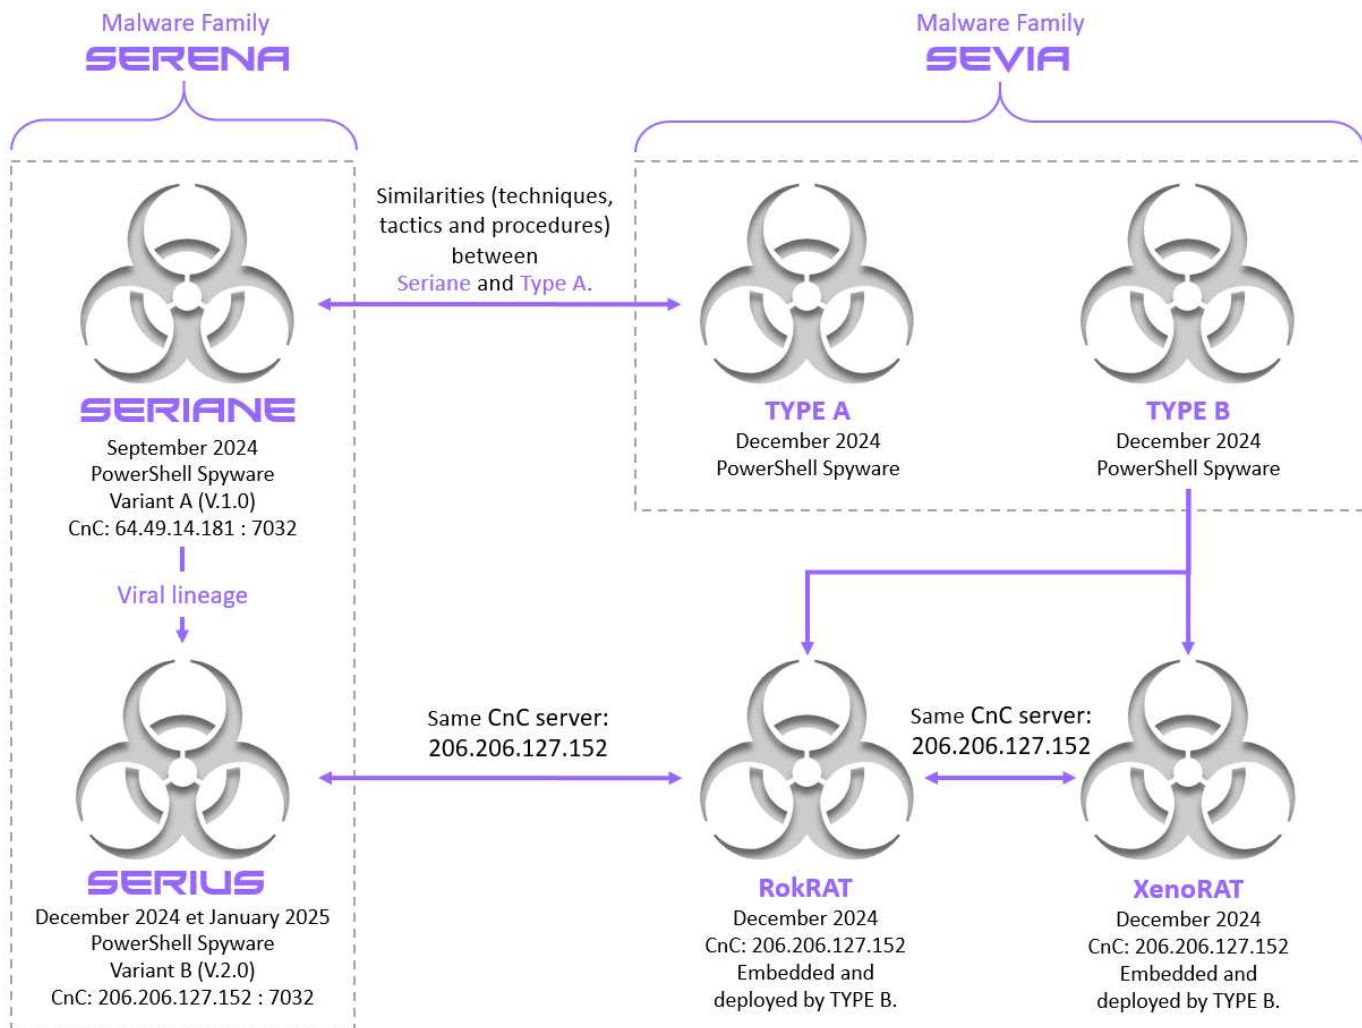 Malware Family
SERENA
Malware Family
SEVIA
Similarities (techniques,
tactics and procedures)
between
Seriane and Type A.
SERIANE
September 2024
PowerShell Spyware
Variant A (V.1.0)
CnC: 64.49.14.181 : 7032
TYPE A
December 2024
PowerShell Spyware
TYPE B
December 2024
PowerShell Spyware
Viral lineage
Same CnC server:
206.206.127.152
Same CnC server:
206.206.127.152
SERIUS
December 2024 et January 2025
PowerShell Spyware
Variant B (V.2.0)
CnC: 206.206.127.152 : 7032
RokRAT
December 2024
CnC: 206.206.127.152
Embedded and
deployed by TYPE B.
XenoRAT
December 2024
CnC: 206.206.127.152
Embedded and
deployed by TYPE B.